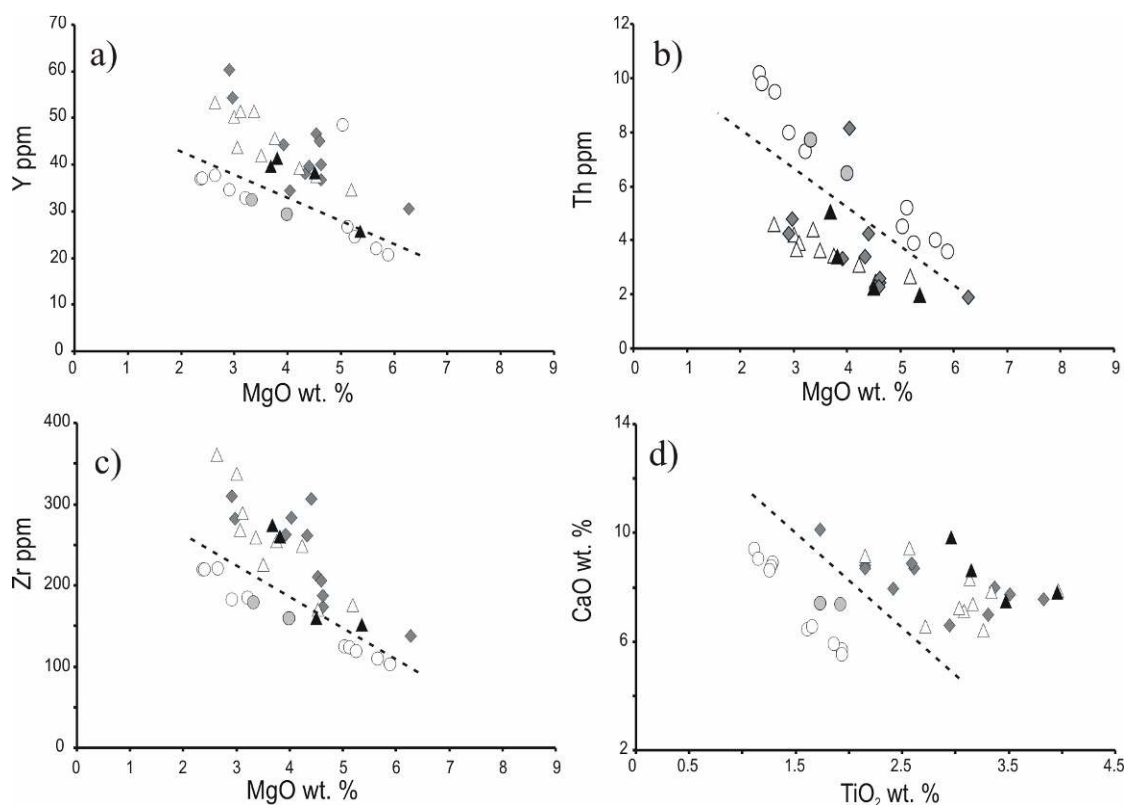 a)
70
60
50
40
30
20
10
0
Y ppm
0 1 2 3 4 5 6 7 8 9
MgO wt. %
b)
12
10
8
6
4
2
0
Th ppm
0 1 2 3 4 5 6 7 8 9
MgO wt. %
c)
400
300
200
100
0
Zr ppm
0 1 2 3 4 5 6 7 8 9
MgO wt. %
d)
14
10
6
2
CaO wt. %
0 0.5 1.5 2.5 3.5 4.5
TiO2 wt. %